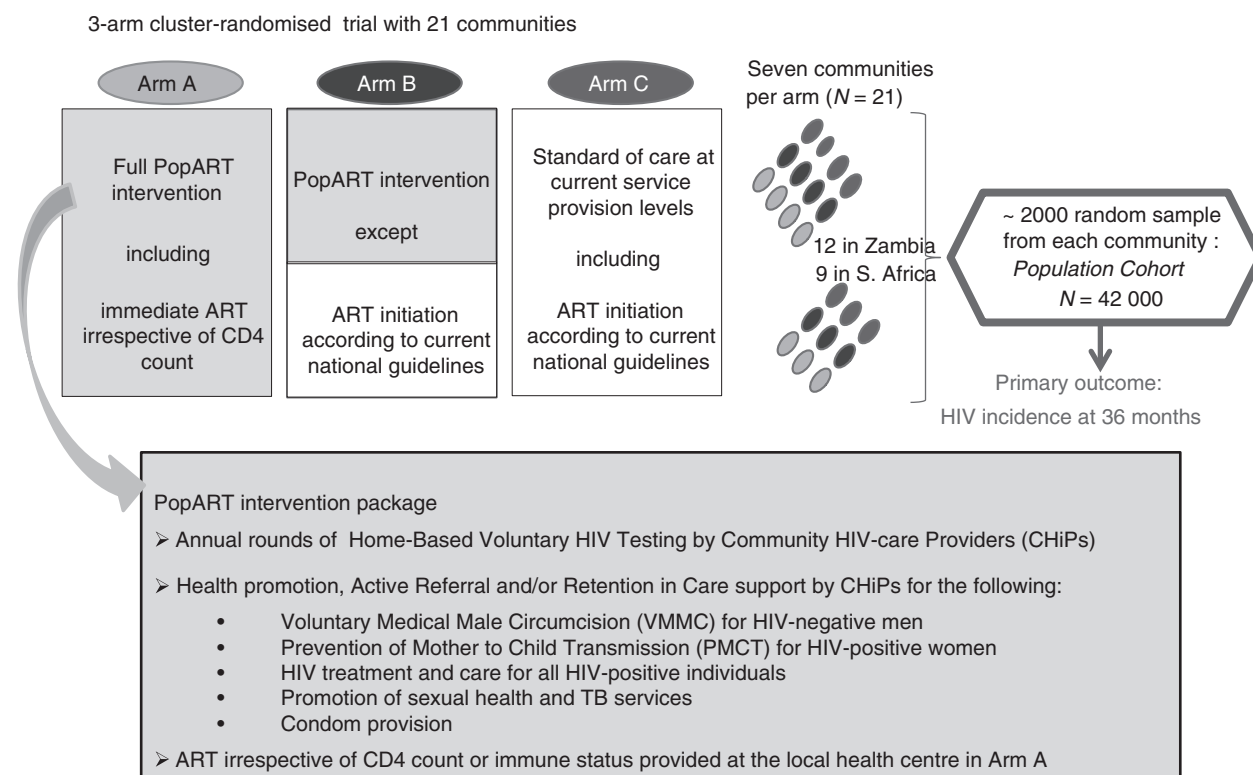 3-arm cluster-randomised trial with 21 communities
Arm A
Full PopART
intervention
including
immediate ART
irrespective of CD4
count
Arm B
PopART intervention
except
ART initiation
according to current
national guidelines
Arm C
Standard of care at
current service
provision levels
including
ART initiation
according to current
national guidelines
Seven communities
per arm (N = 21)
12 in Zambia
9 in S. Africa
~ 2000 random sample
from each community :
Population Cohort
N = 42 000
Primary outcome:
HIV incidence at 36 months
PopART intervention package
➢ Annual rounds of Home-Based Voluntary HIV Testing by Community HIV-care Providers (CHiPs)
➢ Health promotion, Active Referral and/or Retention in Care support by CHiPs for the following:
• Voluntary Medical Male Circumcision (VMMC) for HIV-negative men
• Prevention of Mother to Child Transmission (PMCT) for HIV-positive women
• HIV treatment and care for all HIV-positive individuals
• Promotion of sexual health and TB services
• Condom provision
➢ ART irrespective of CD4 count or immune status provided at the local health centre in Arm A